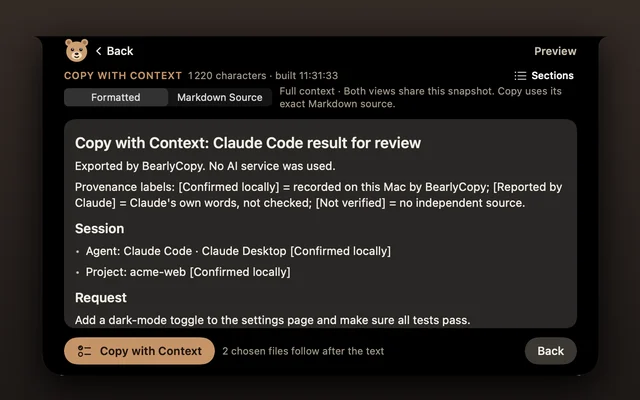 Back
Preview
COPY WITH CONTEXT 1 220 characters · built 11:31:33
Sections
Formatted
Markdown Source
Full context · Both views share this snapshot. Copy uses its
exact Markdown source.
Copy with Context: Claude Code result for review
Exported by BearlyCopy. No AI service was used.
Provenance labels: [Confirmed locally] = recorded on this Mac by BearlyCopy; [Reported by
Claude] = Claude's own words, not checked; [Not verified] = no independent source.
Session
• Agent: Claude Code · Claude Desktop [Confirmed locally]
• Project: acme-web [Confirmed locally]
Request
Add a dark-mode toggle to the settings page and make sure all tests pass.
Copy with Context
2 chosen files follow after the text
Back